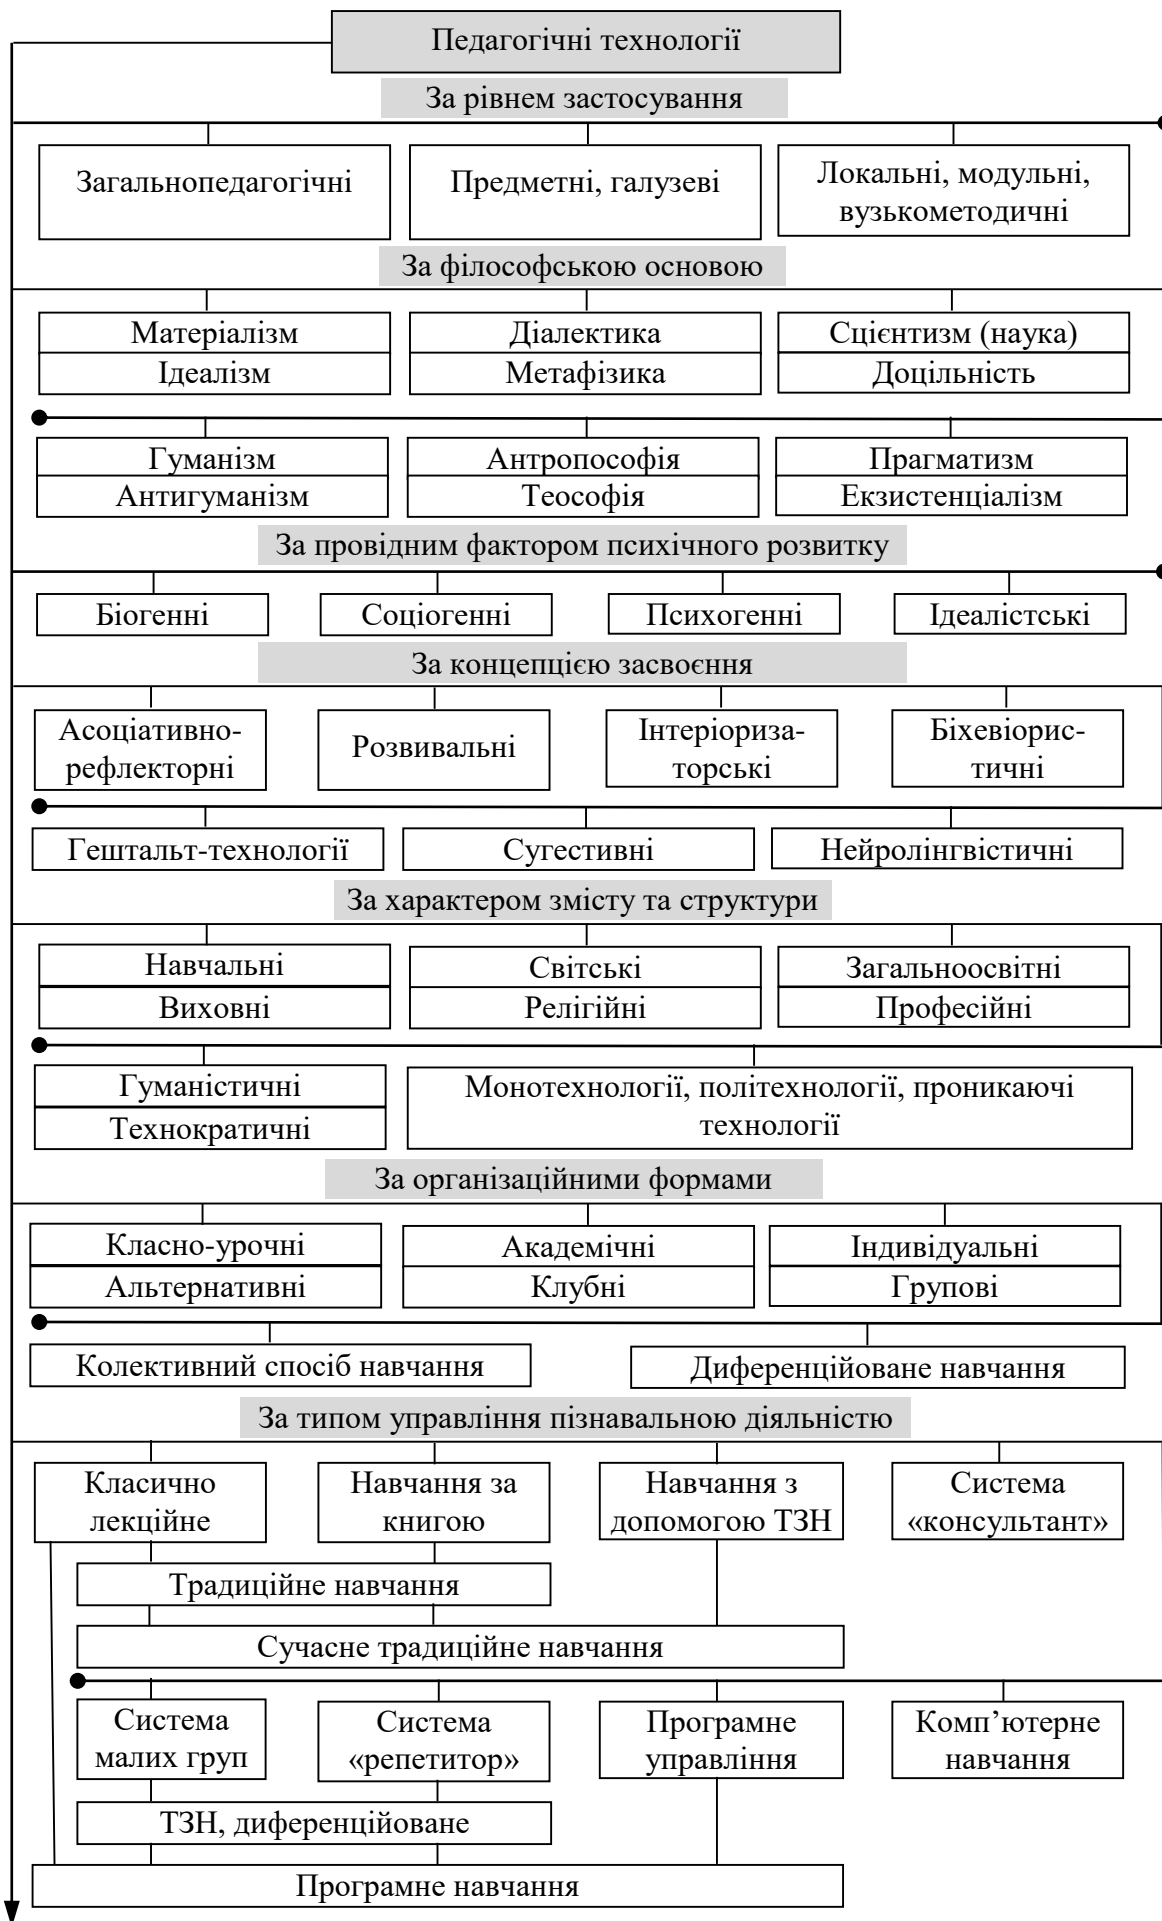 Педагогічні технології
За рівнем застосування
Загальнопедагогічні
Предметні, галузеві
Локальні, модульні,
вузькометодичні
За філософською основою
Матеріалізм
Ідеалізм
Діалектика
Метафізика
Сцієнтизм (наука)
Доцільність
Гуманізм
Антигуманізм
Антропософія
Теософія
Прагматизм
Екзистенціалізм
За провідним фактором психічного розвитку
Біогенні
Соціогенні
Психогенні
Ідеалістські
За концепцією засвоєння
Асоціативно-
рефлекторні
Розвивальні
Інтеріориза-
торські
Біхевіорис-
тичні
Гештальт-технології
Сугестивні
Нейролінгвістичні
За характером змісту та структури
Навчальні
Виховні
Світські
Релігійні
Загальноосвітні
Професійні
Гуманістичні
Технократичні
Монотехнології, політехнології, проникаючі
технології
За організаційними формами
Класно-урочні
Альтернативні
Академічні
Клубні
Індивідуальні
Групові
Колективний спосіб навчання
Диференційоване навчання
За типом управління пізнавальною діяльністю
Класично
лекційне
Навчання за
книгою
Навчання з
допомогою ТЗН
Система
«консультант»
Традиційне навчання
Сучасне традиційне навчання
Система
малих груп
Система
«репетитор»
Програмне
управління
Комп’ютерне
навчання
ТЗН, диференційоване
Програмне навчання